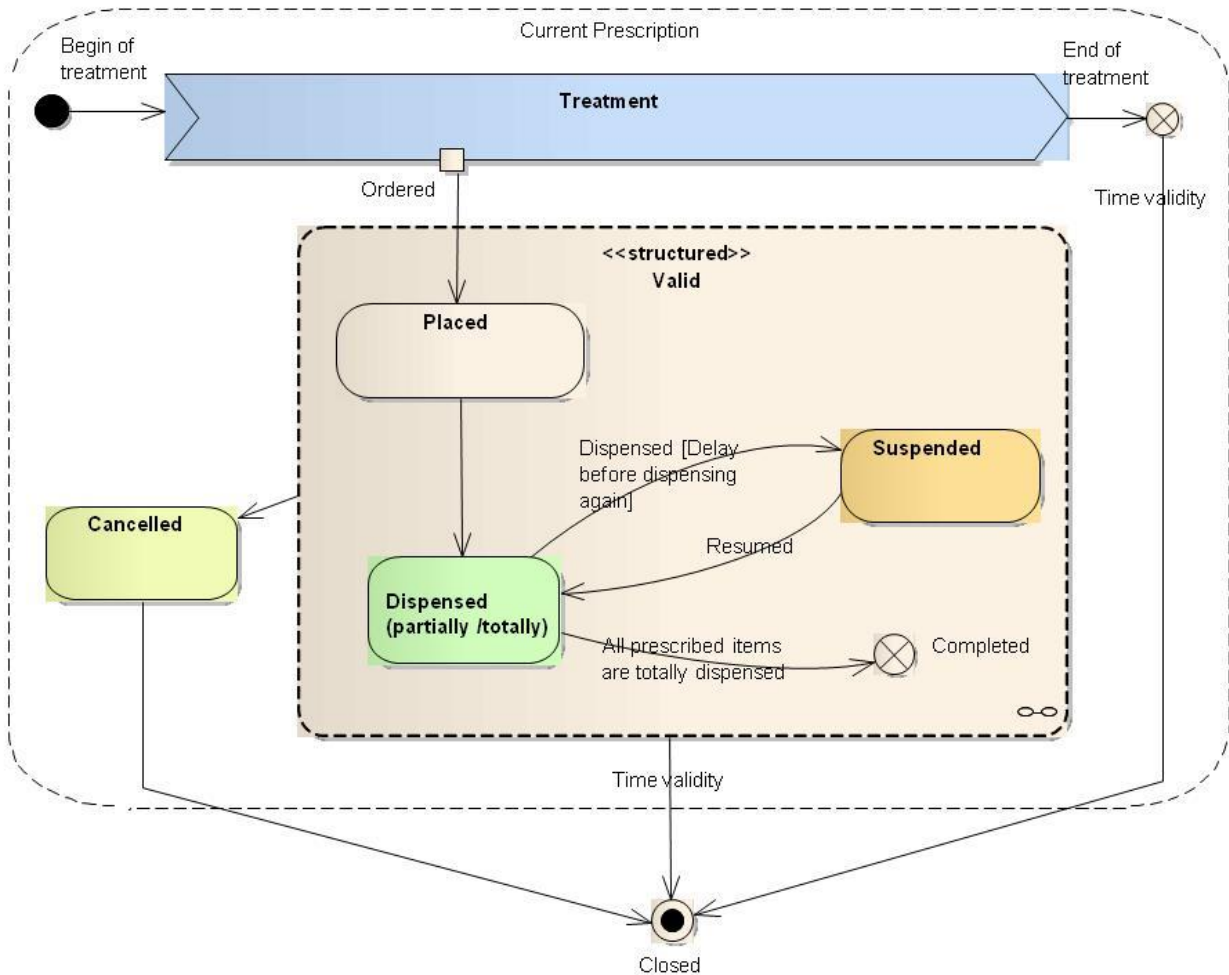 Current Prescription
Begin of
treatment
End of
treatment
Treatment
Ordered
Time validity
<<structured>>
Valid
Placed
Dispensed [Delay
before dispensing
again]
Suspended
Cancelled
Resumed
Dispensed
(partially /totally)
All prescribed items
are totally dispensed
Completed
Time validity
Closed